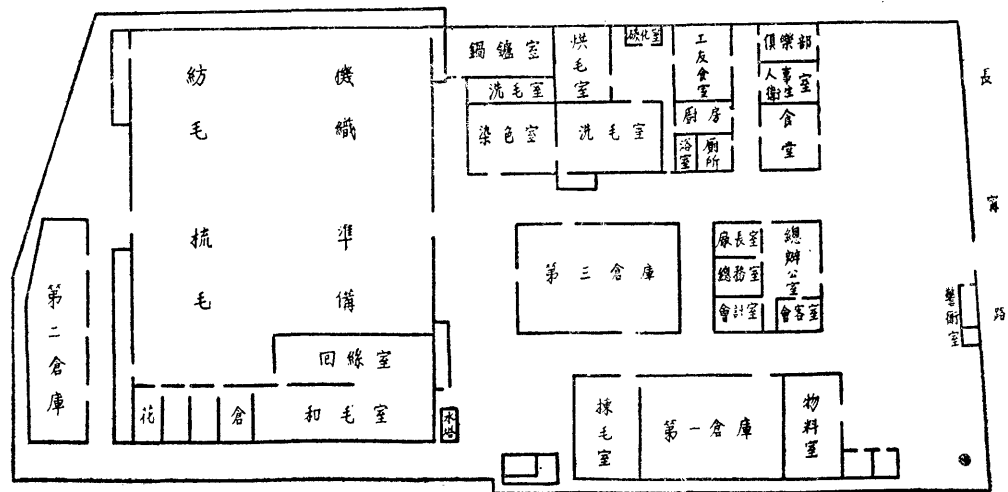 紡毛
機織
梳毛
準備
回絲室
和毛室
花倉
水塔
第二倉庫
鍋爐室
洗毛室
染色室
烘毛室
洗毛室
碳化室
工友食室
廚房
浴室
廁所
俱樂部
人事室
衛生室
食堂
第三倉庫
廠長室
總務室
會計室
總辦公室
會客室
揀毛室
第一倉庫
物料室
警衛室
長寗路